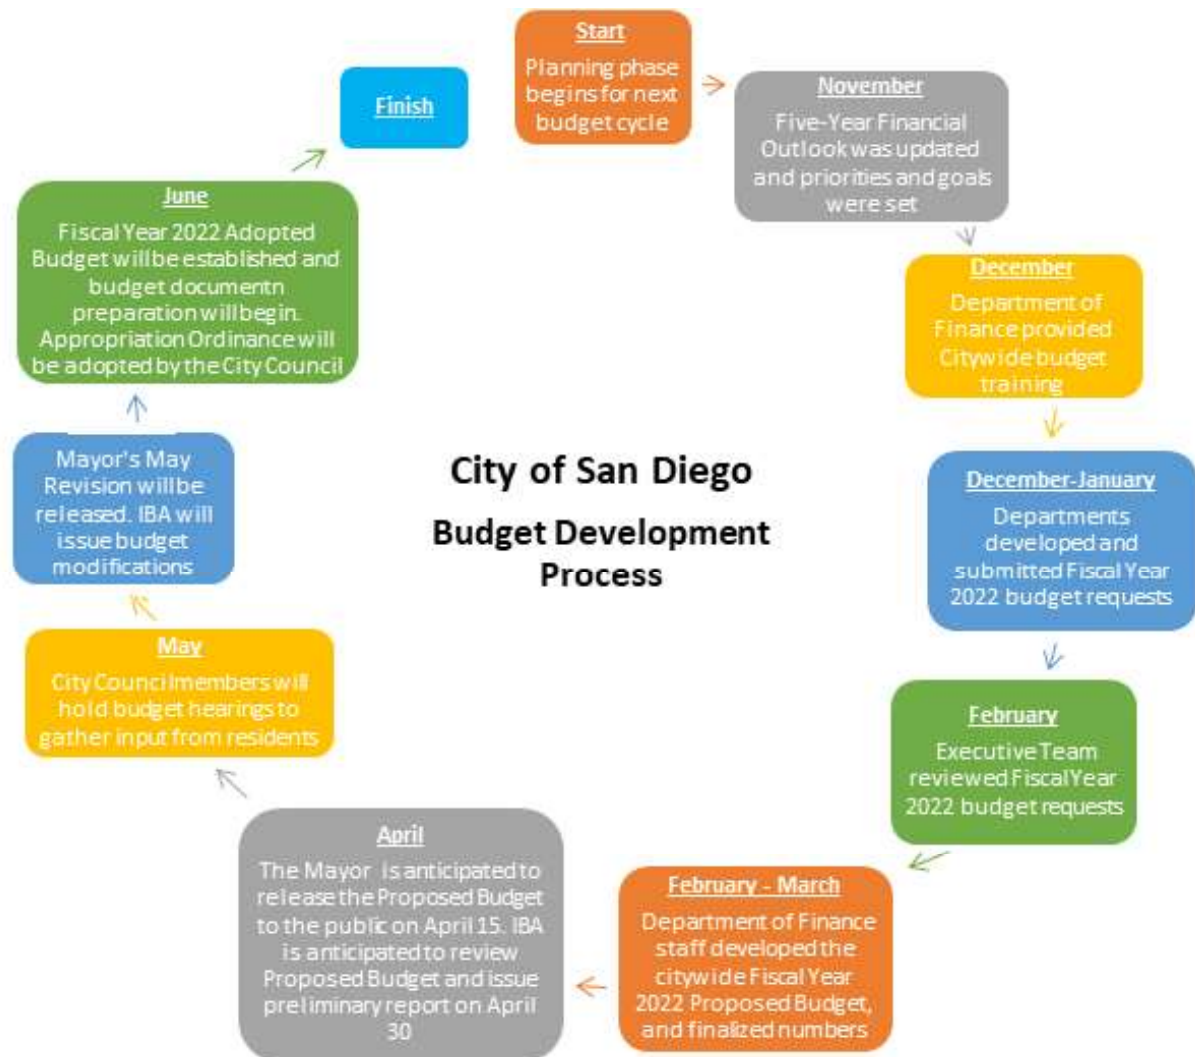 Start
Planning phase
begins for next
budget cycle
November
Five-Year Financial
Outlook was updated
and priorities and goals
were set
December
Department of
Finance provided
Citywide budget
training
December-January
Departments
developed and
submitted Fiscal Year
2022 budget requests
February
Executive Team
reviewed Fiscal Year
2022 budget requests
February - March
Department of Finance
staff developed the
citywide Fiscal Year
2022 Proposed Budget,
and finalized numbers
April
The Mayor is anticipated to
release the Proposed Budget
to the public on April 15. IBA
is anticipated to review
Proposed Budget and issue
preliminary report on April
30
May
City Councilmembers will
hold budget hearings to
gather input from residents
Mayor's May
Revision will be
released. IBA will
issue budget
modifications
June
Fiscal Year 2022 Adopted
Budget will be established and
budget documentn
preparation will begin.
Appropriation Ordinance will
be adopted by the City Council
Finish
City of San Diego
Budget Development
Process